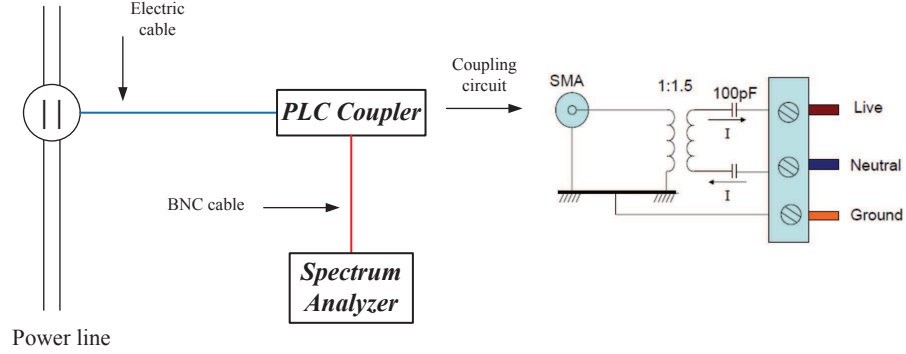 Electric
cable
PLC Coupler
BNC cable
Spectrum
Analyzer
Power line
Coupling
circuit
SMA
1:1.5
100pF
I
I
Live
Neutral
Ground